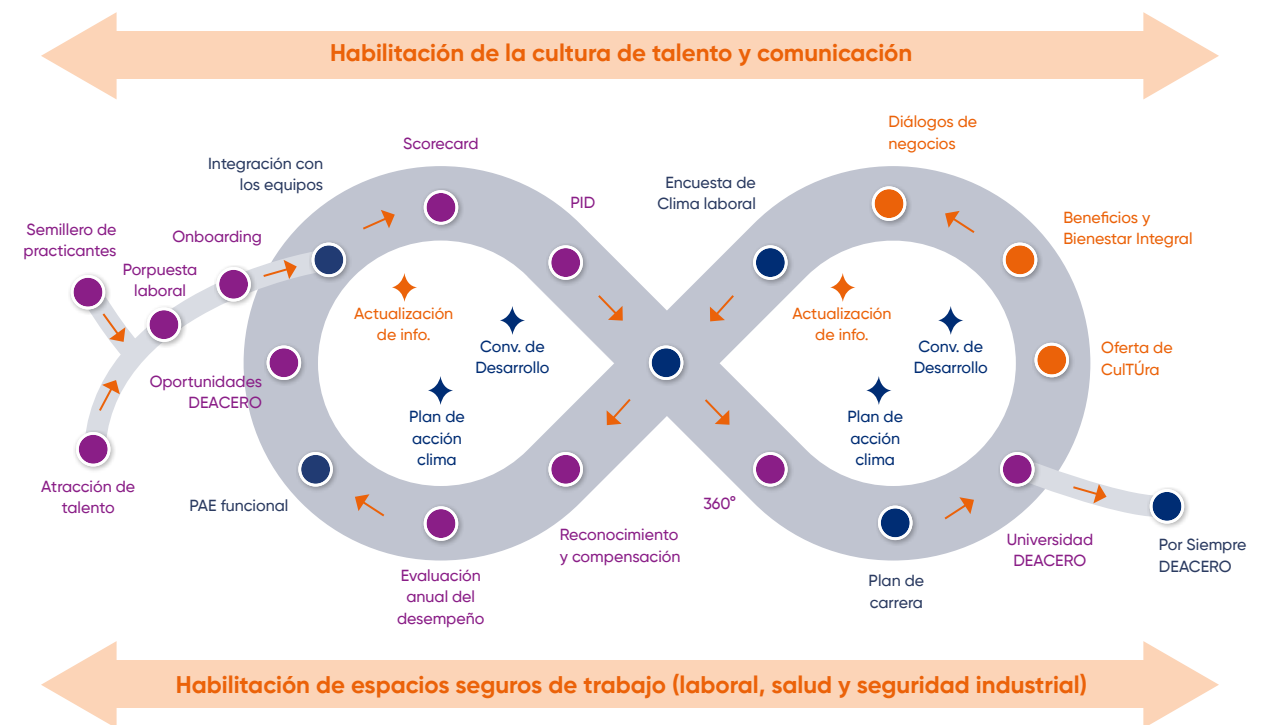 Habilitación de la cultura de talento y comunicación
Semillero de
practicantes
Porpuesta
laboral
Onboarding
Integración con
los equipos
Scorecard
PID
Encuesta de
Clima laboral
Diálogos de
negocios
Beneficios y
Bienestar Integral
Actualización
de info.
Conv. de
Desarrollo
Plan de
acción
clima
Actualización
de info.
Conv. de
Desarrollo
Plan de
acción
clima
Oferta de
CulTÚra
Oportunidades
DEACERO
Atracción de
talento
PAE funcional
Evaluación
anual del
desempeño
Reconocimiento
y compensación
360°
Plan de
carrera
Universidad
DEACERO
Por Siempre
DEACERO
Habilitación de espacios seguros de trabajo (laboral, salud y seguridad industrial)